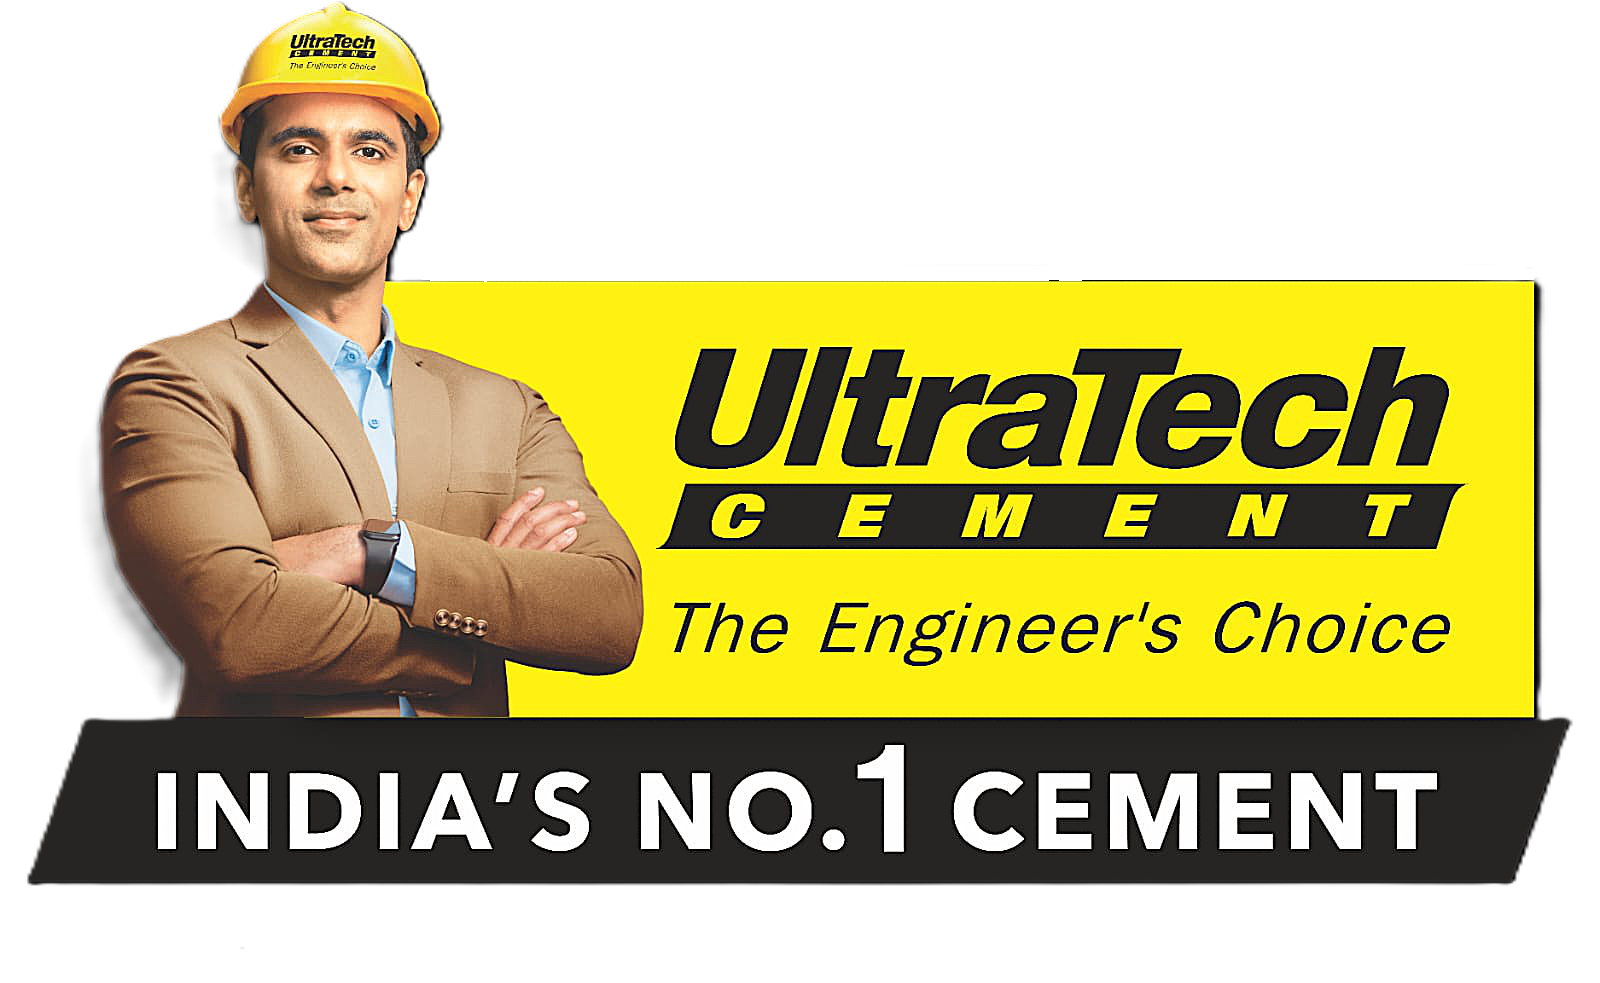 UltraTech
CEMENT
The Engineer's Choice
UltraTech
CEMENT
The Engineer's Choice
INDIA'S NO.1 CEMENT